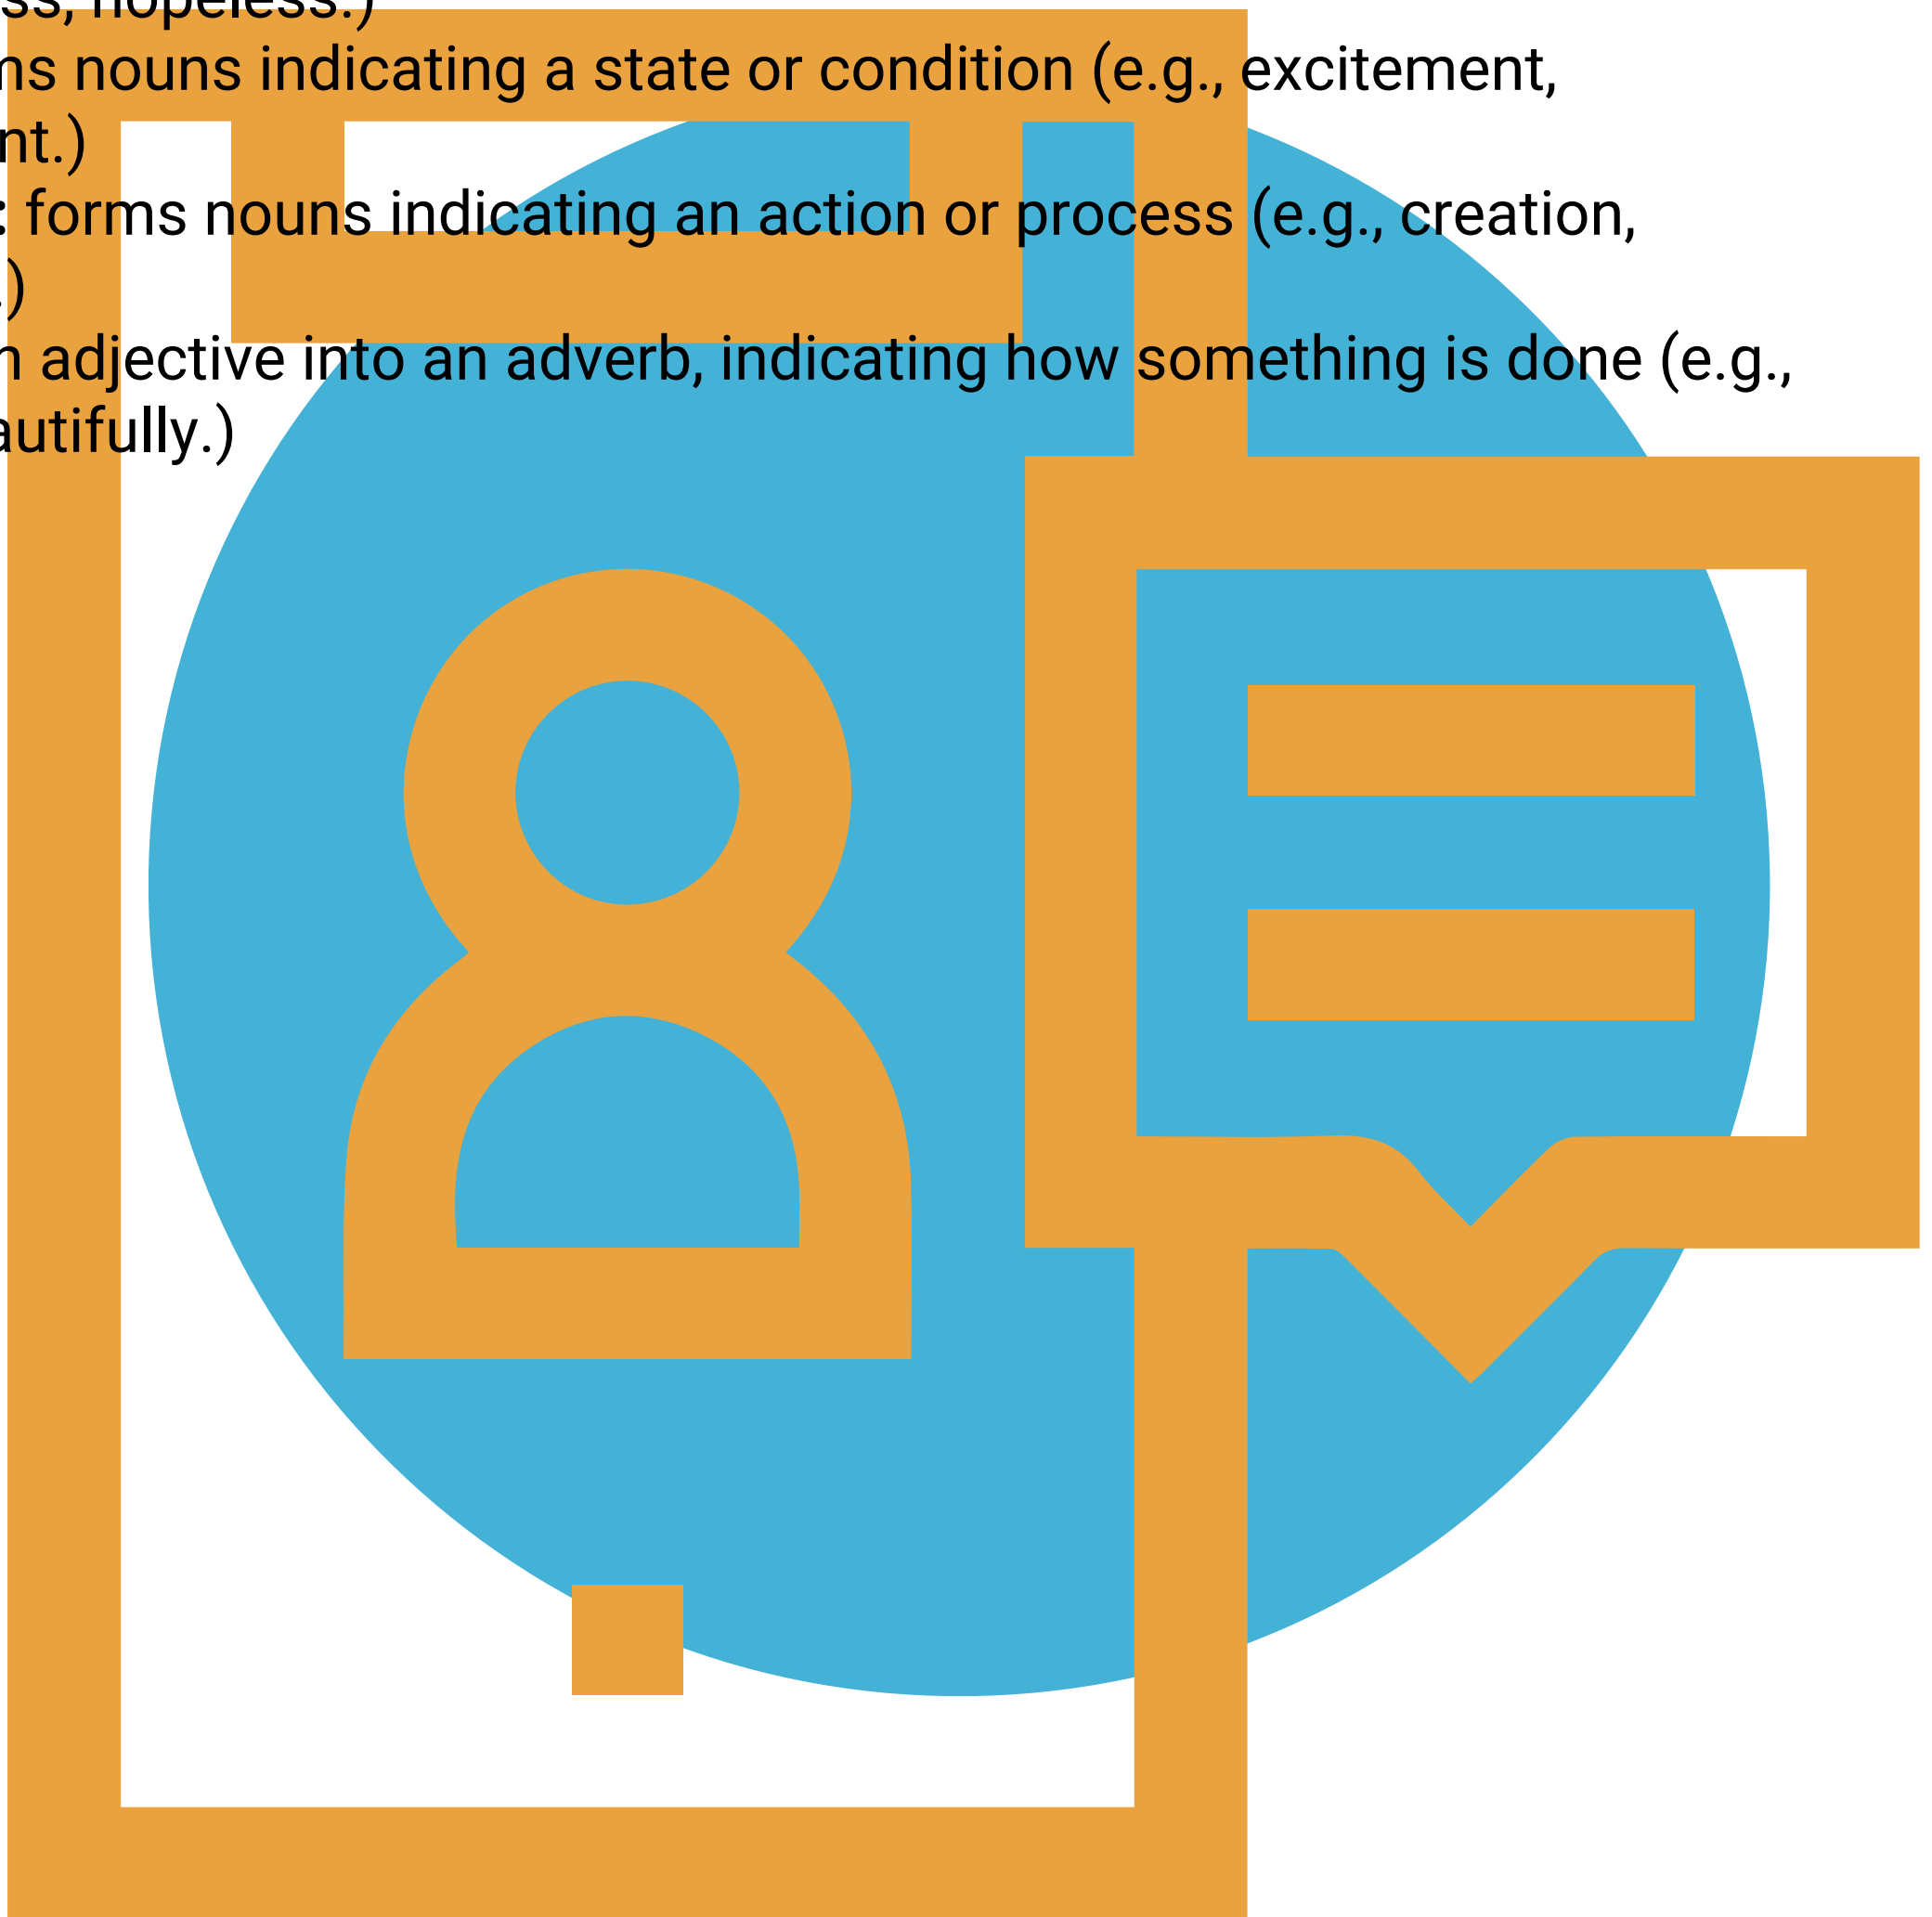 ss, hopeless.)
ns nouns indicating a state or condition (e.g., excitement,
nt.)
: forms nouns indicating an action or process (e.g., creation,
.)
n adjective into an adverb, indicating how something is done (e.g.,
autifully.)